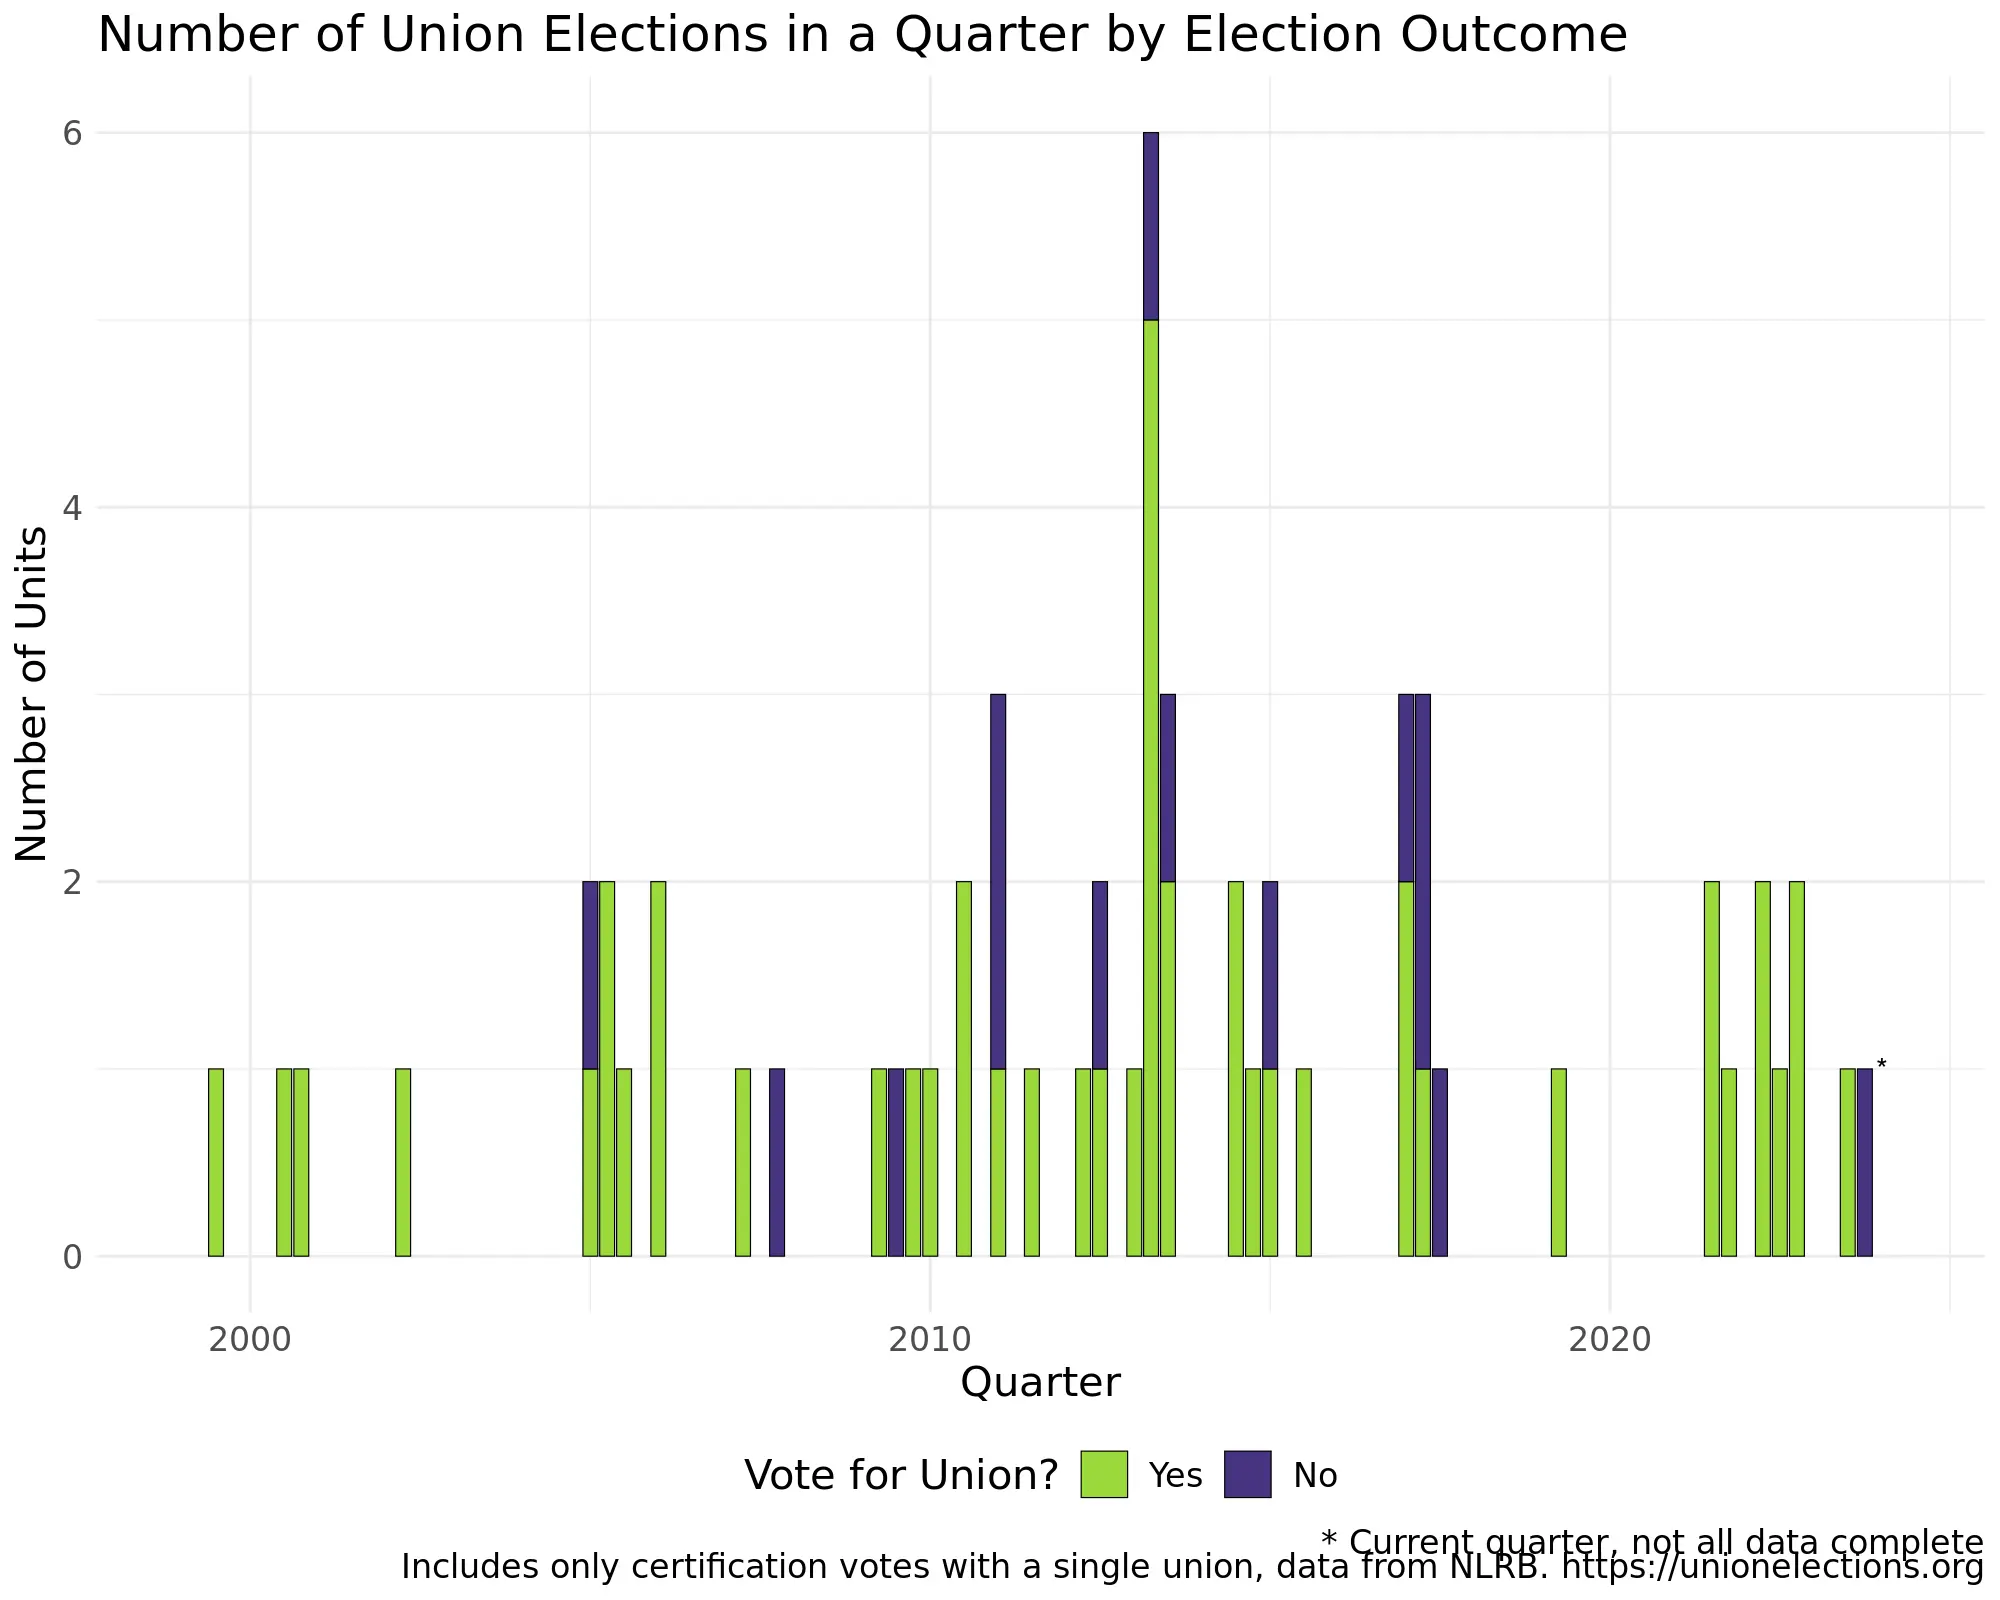 Number of Union Elections in a Quarter by Election Outcome
6
4
2
0
Number of Units
*
2000 2010 2020
Quarter
Vote for Union? Yes No
* Current quarter, not all data complete
Includes only certification votes with a single union, data from NLRB. https://unionelections.org